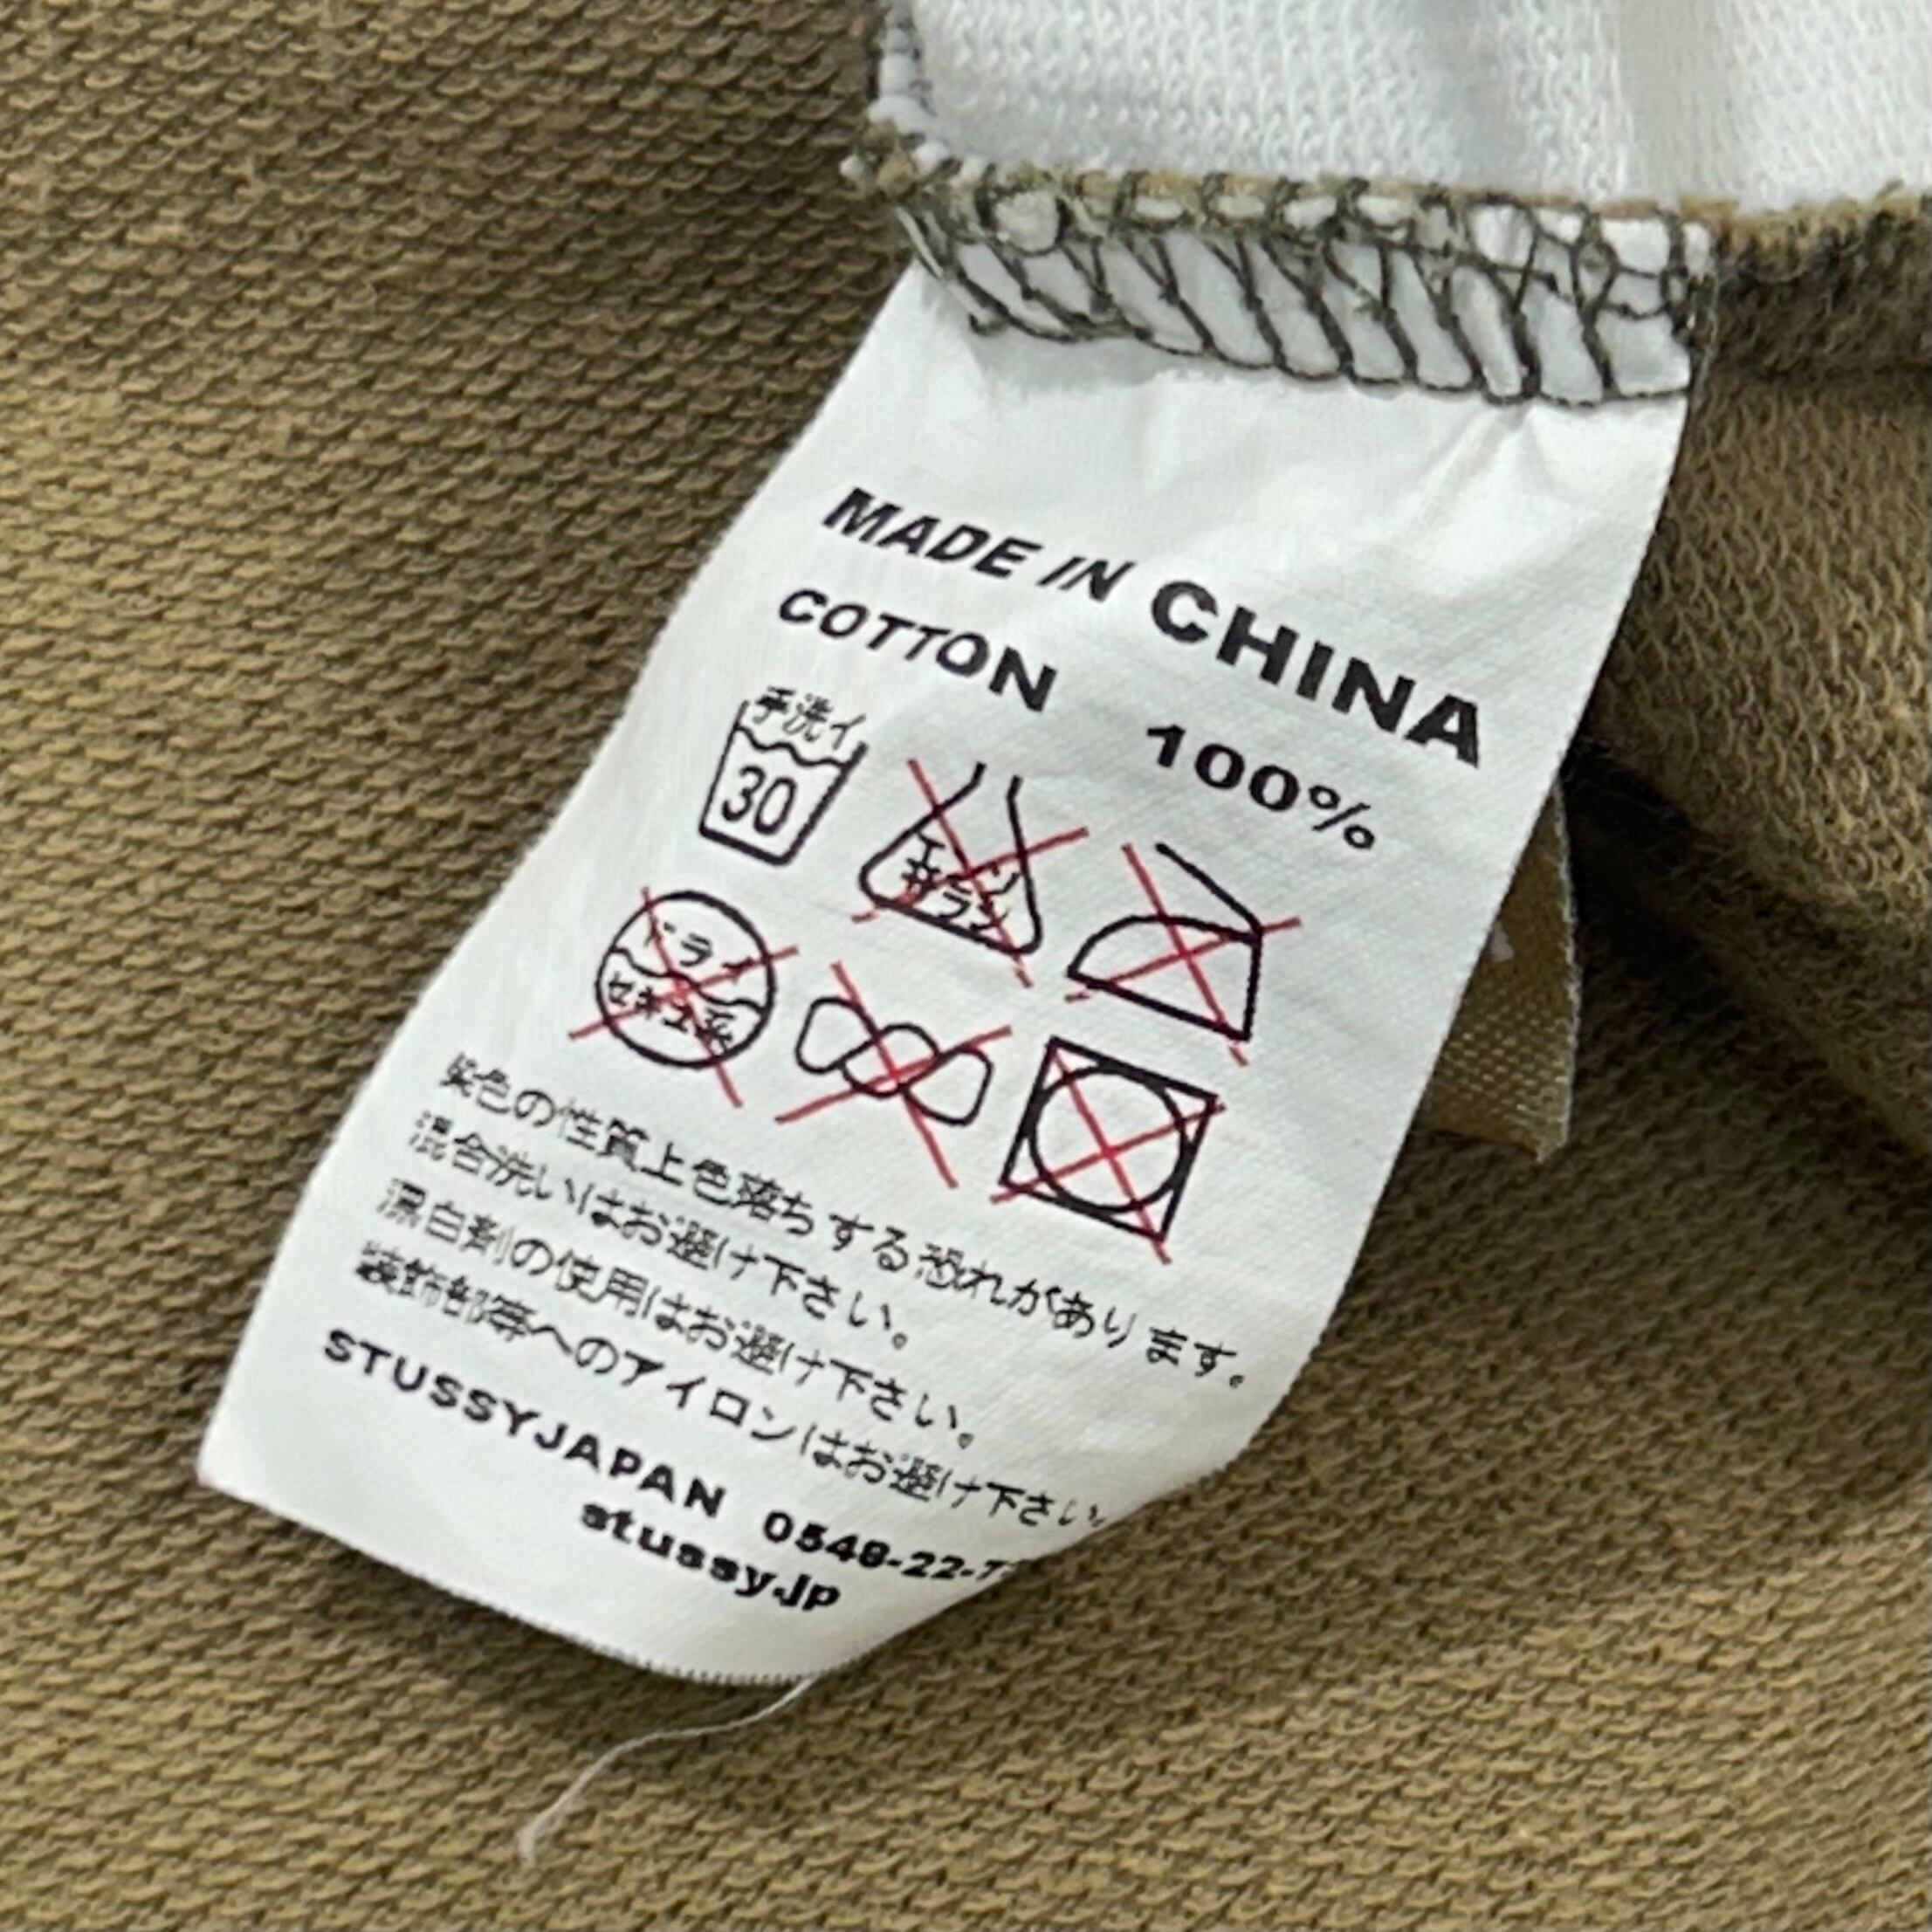 MADE IN CHINA
COTTON 100%
手洗イ
30
エンソ
サラシ
ドライ
セキユ系
染色の性質上色落ちする恐れがあります。
混合洗いはお避け下さい。
漂白剤の使用はお避け下さい。
装飾部等へのアイロンはお避け下さい
STUSSYJAPAN 0548-22-
stussy.jp